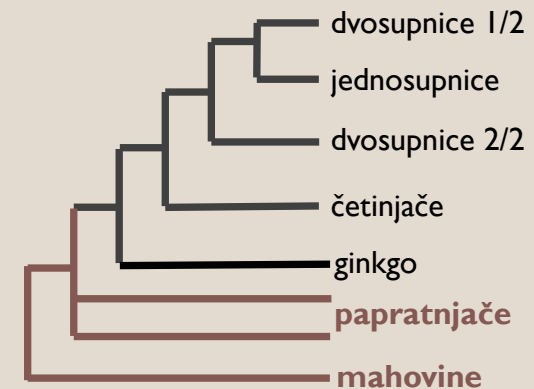 dvosupnice 1/2
jednosupnice
dvosupnice 2/2
četinjače
ginkgo
papratnjače
mahovine